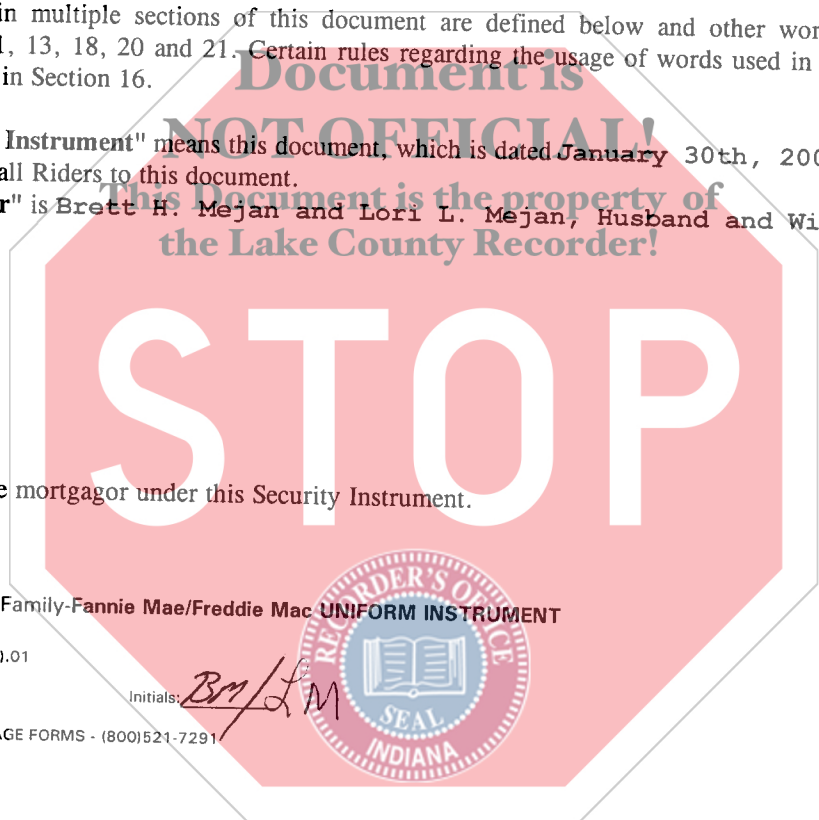 in multiple sections of this document are defined below and other wor
1, 13, 18, 20 and 21. Certain rules regarding the usage of words used in
in Section 16.
Document is
NOT OFFICIAL!
Instrument" means this document, which is dated January 30th, 200
all Riders to this document.
This Document is the property of
r" is Brett H. Mejan and Lori L. Mejan, Husband and Wi
the Lake County Recorder!
STOP
e mortgagor under this Security Instrument.
RECORDER'S OFFICE
Family-Fannie Mae/Freddie Mac UNIFORM INSTRUMENT
).01
Initials: BM/LM
SEAL
AGE FORMS - (800)521-7291
INDIANA